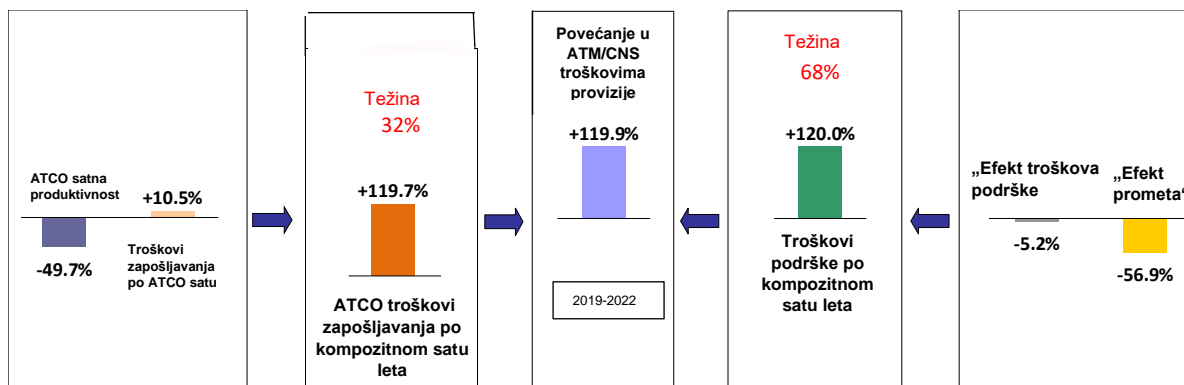 ATCO satna
produktivnost
+10.5%
-49.7%
Troškovi
zapošljavanja
po ATCO satu
Težina
32%
+119.7%
ATCO troškovi
zapošljavanja po
kompozitnom satu
leta
Povećanje u
ATM/CNS
troškovima
provizije
+119.9%
2019-2022
Težina
68%
+120.0%
Troškovi
podrške po
kompozitnom
satu leta
„Efekt troškova
podrške
-5.2%
„Efekt
prometa“
-56.9%